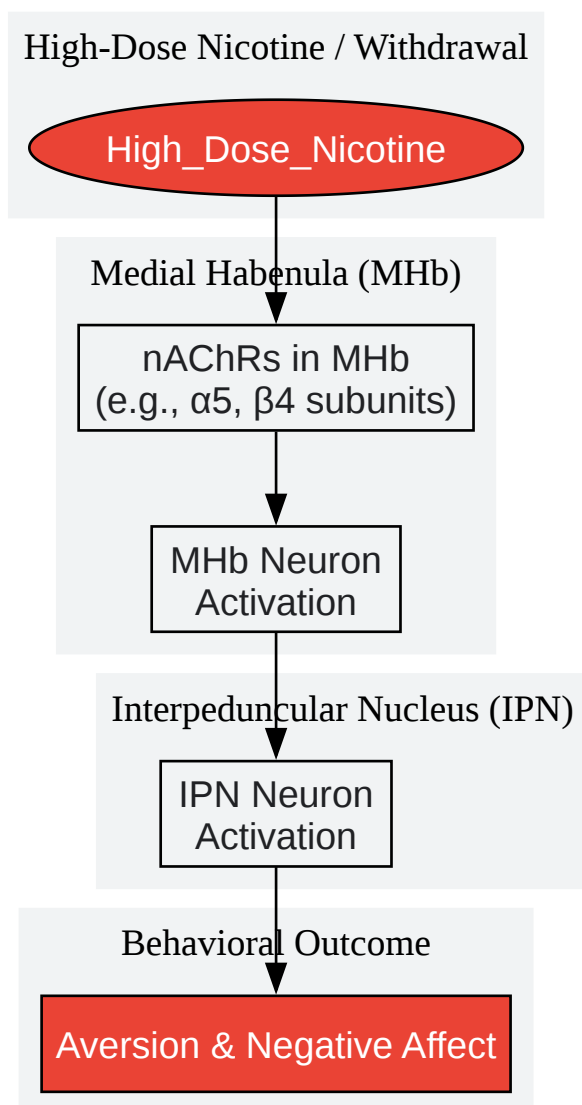 High-Dose Nicotine / Withdrawal
High_Dose_Nicotine
Medial Habenula (MHb)
nAChRs in MHb
(e.g., α5, β4 subunits)
MHb Neuron
Activation
Interpeduncular Nucleus (IPN)
IPN Neuron
Activation
Behavioral Outcome
Aversion & Negative Affect